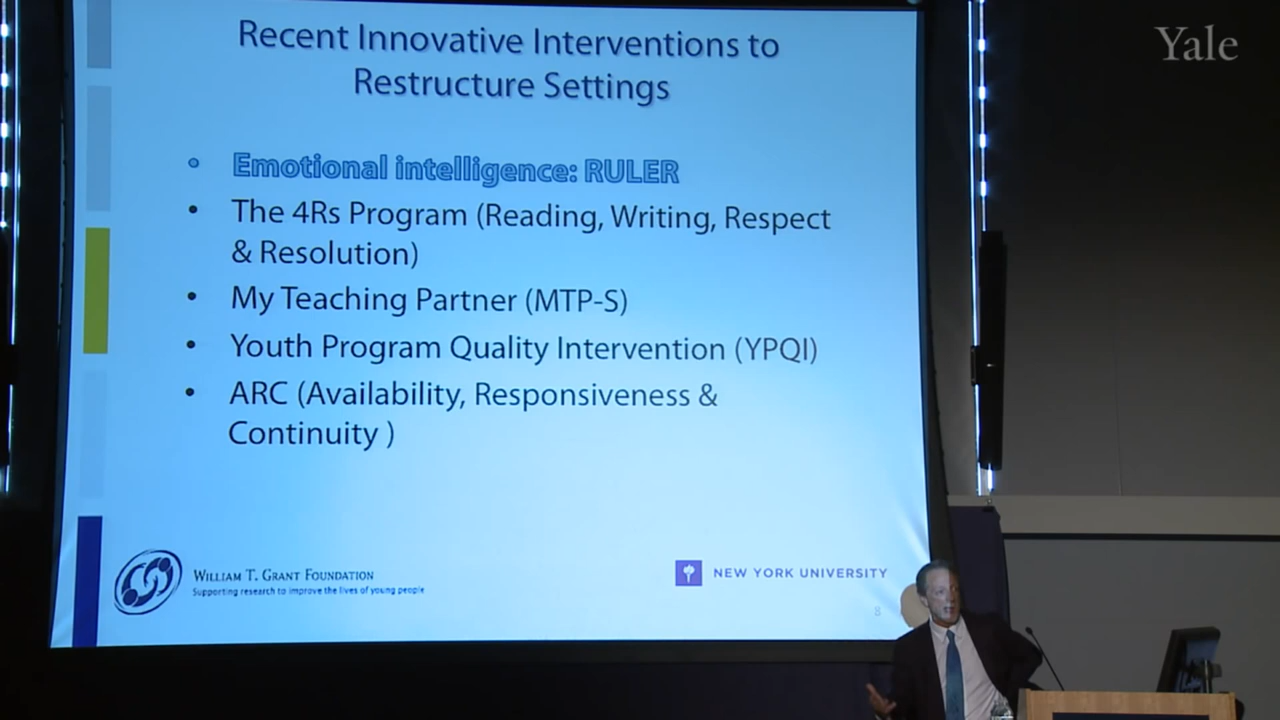 Yale
Recent Innovative Interventions to
Restructure Settings
• Emotional intelligence: RULER
• The 4Rs Program (Reading, Writing, Respect
& Resolution)
• My Teaching Partner (MTP-S)
• Youth Program Quality Intervention (YPQI)
• ARC (Availability, Responsiveness &
Continuity )
WILLIAM T. GRANT FOUNDATION
Supporting research to improve the lives of young people
NEW YORK UNIVERSITY
8